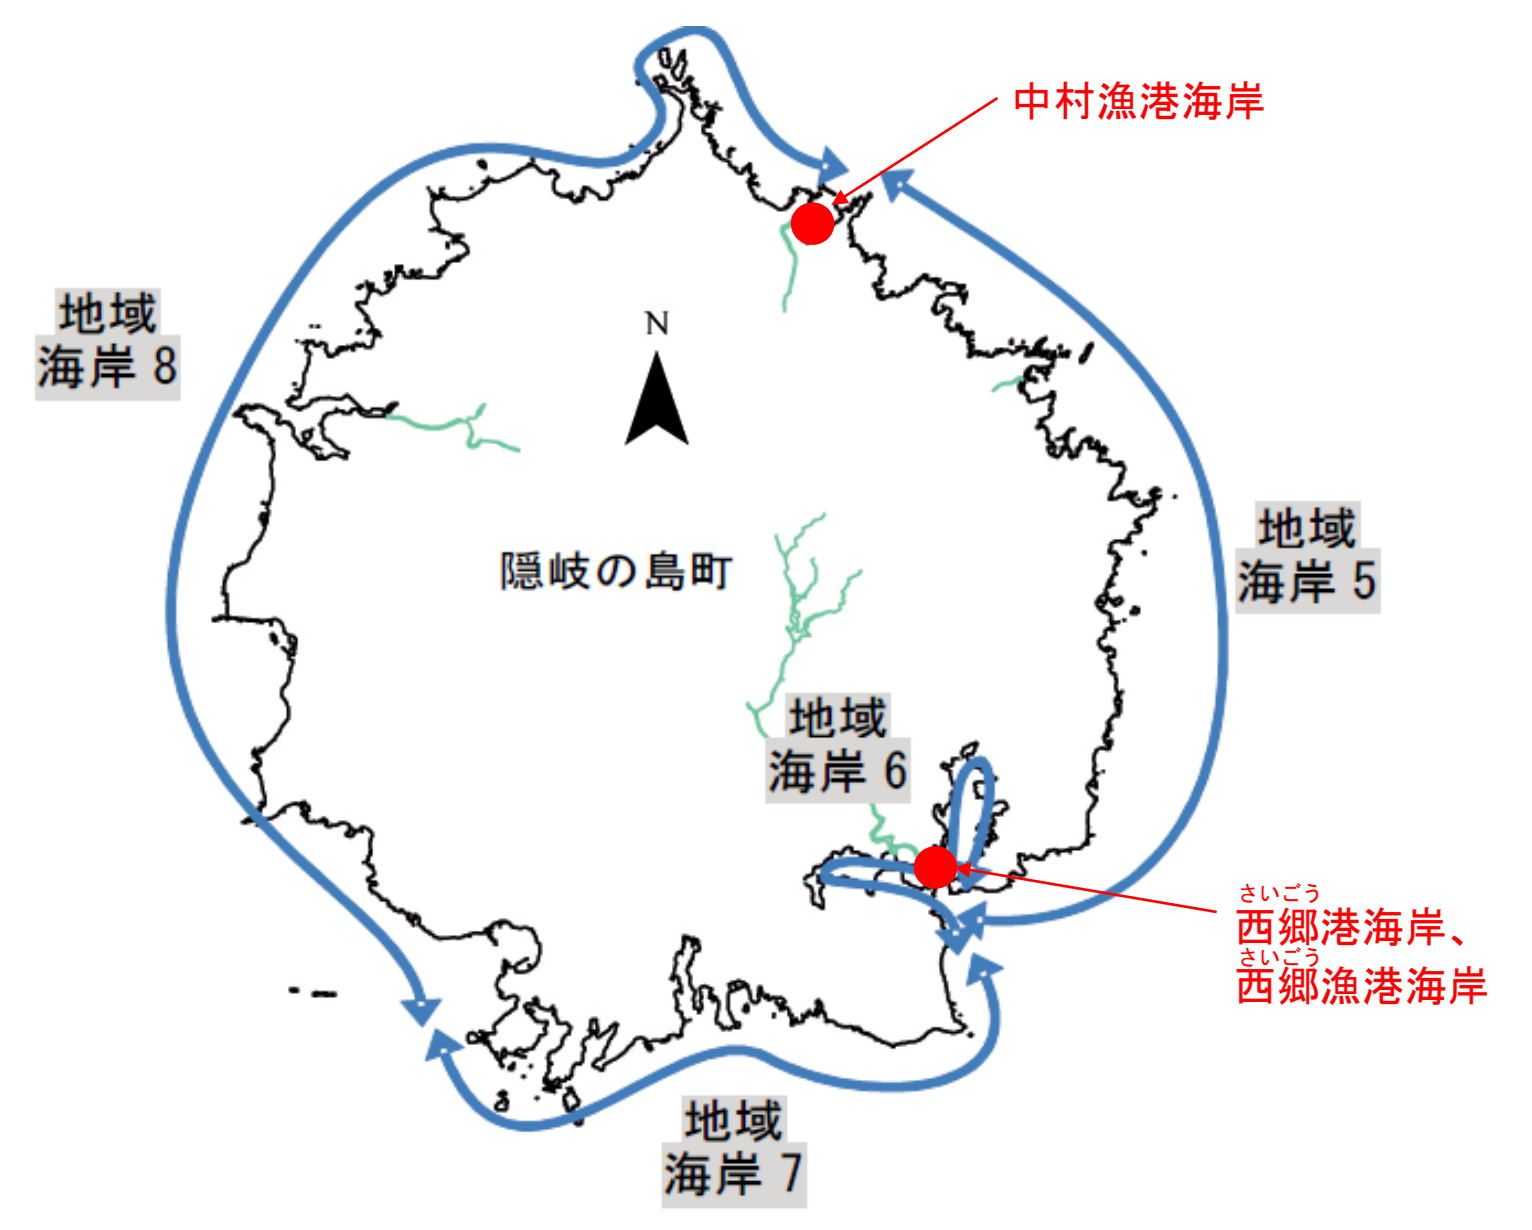 中村漁港海岸
地域
海岸 8
N
地域
海岸 5
隠岐の島町
地域
海岸 6
さいごう
西郷港海岸、
さいごう
西郷漁港海岸
地域
海岸 7